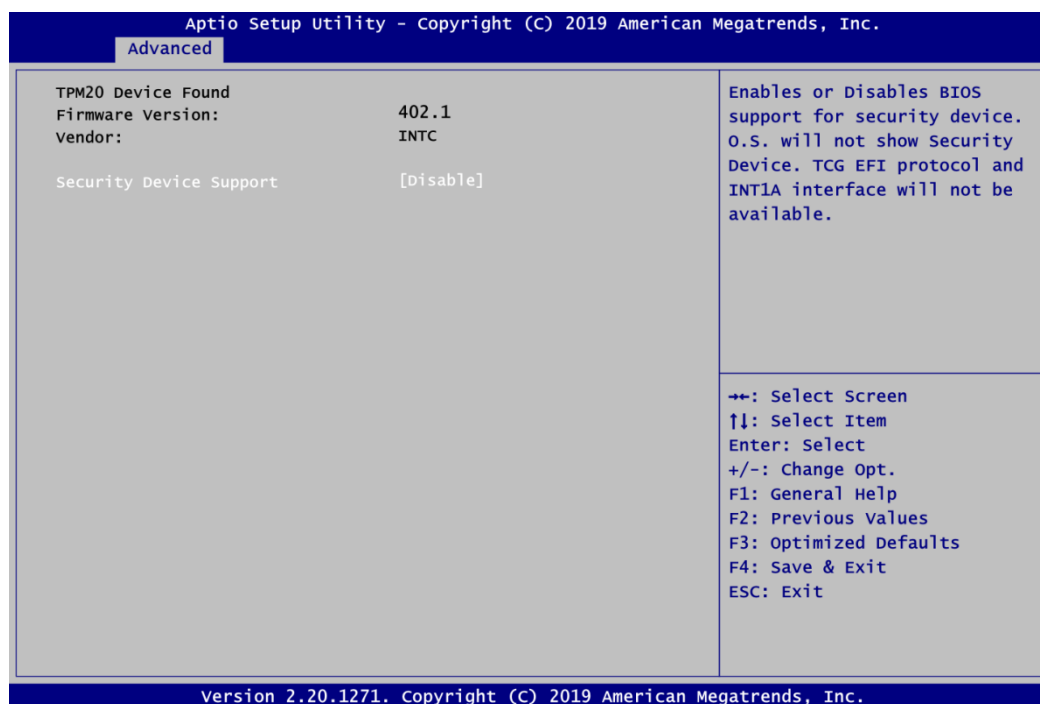 Aptio Setup Utility - Copyright (C) 2019 American Megatrends, Inc.
Advanced
TPM20 Device Found
Firmware Version: 402.1
Vendor: INTC
Security Device Support [Disable]
Enables or Disables BIOS
support for security device.
O.S. will not show Security
Device. TCG EFI protocol and
INT1A interface will not be
available.
→←: Select Screen
↑↓: Select Item
Enter: Select
+/-: Change Opt.
F1: General Help
F2: Previous Values
F3: Optimized Defaults
F4: Save & Exit
ESC: Exit
Version 2.20.1271. Copyright (C) 2019 American Megatrends, Inc.